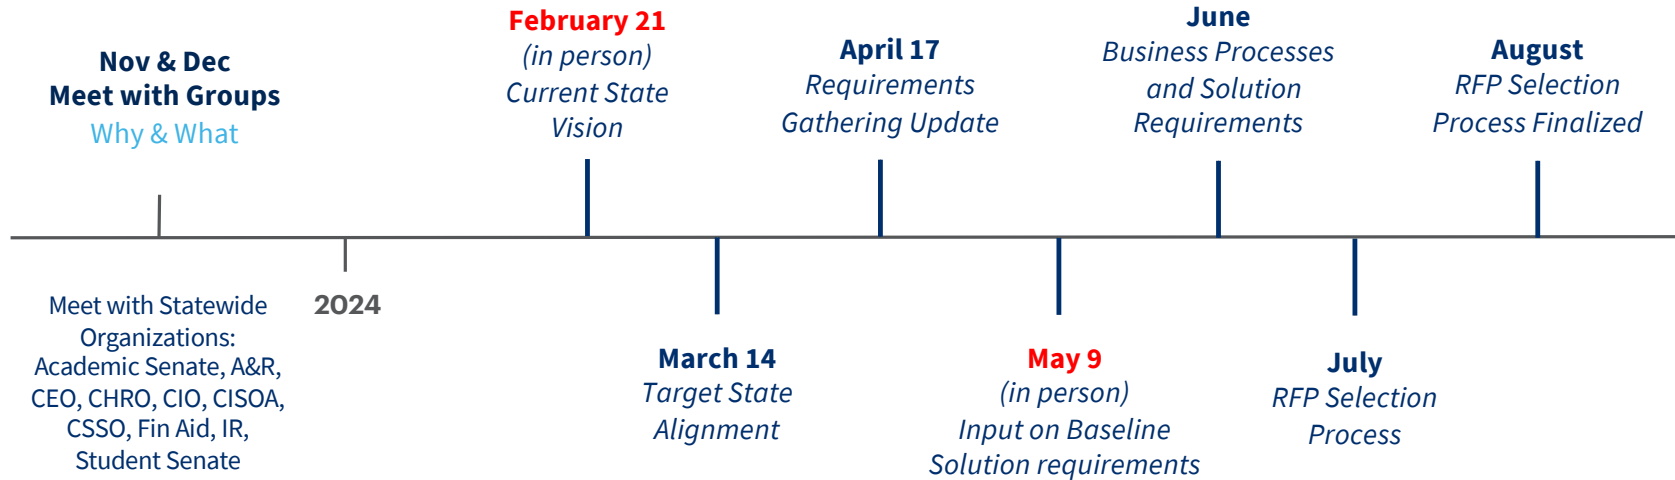 Nov & Dec
Meet with Groups
Why & What
Meet with Statewide
Organizations:
Academic Senate, A&R,
CEO, CHRO, CIO, CISOA,
CSSO, Fin Aid, IR,
Student Senate
2024
February 21
(in person)
Current State
Vision
March 14
Target State
Alignment
April 17
Requirements
Gathering Update
May 9
(in person)
Input on Baseline
Solution requirements
June
Business Processes
and Solution
Requirements
July
RFP Selection
Process
August
RFP Selection
Process Finalized